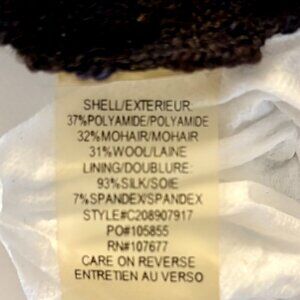 SHELL/EXTERIEUR:
37%POLYAMIDE/POLYAMIDE
32%MOHAIR/MOHAIR
31%WOOL/LAINE
LINING/DOUBLURE:
93%SILK/SOIE
7%SPANDEX/SPANDEX
STYLE#C208907917
PO#105855
RN#107677
CARE ON REVERSE
ENTRETIEN AU VERSO